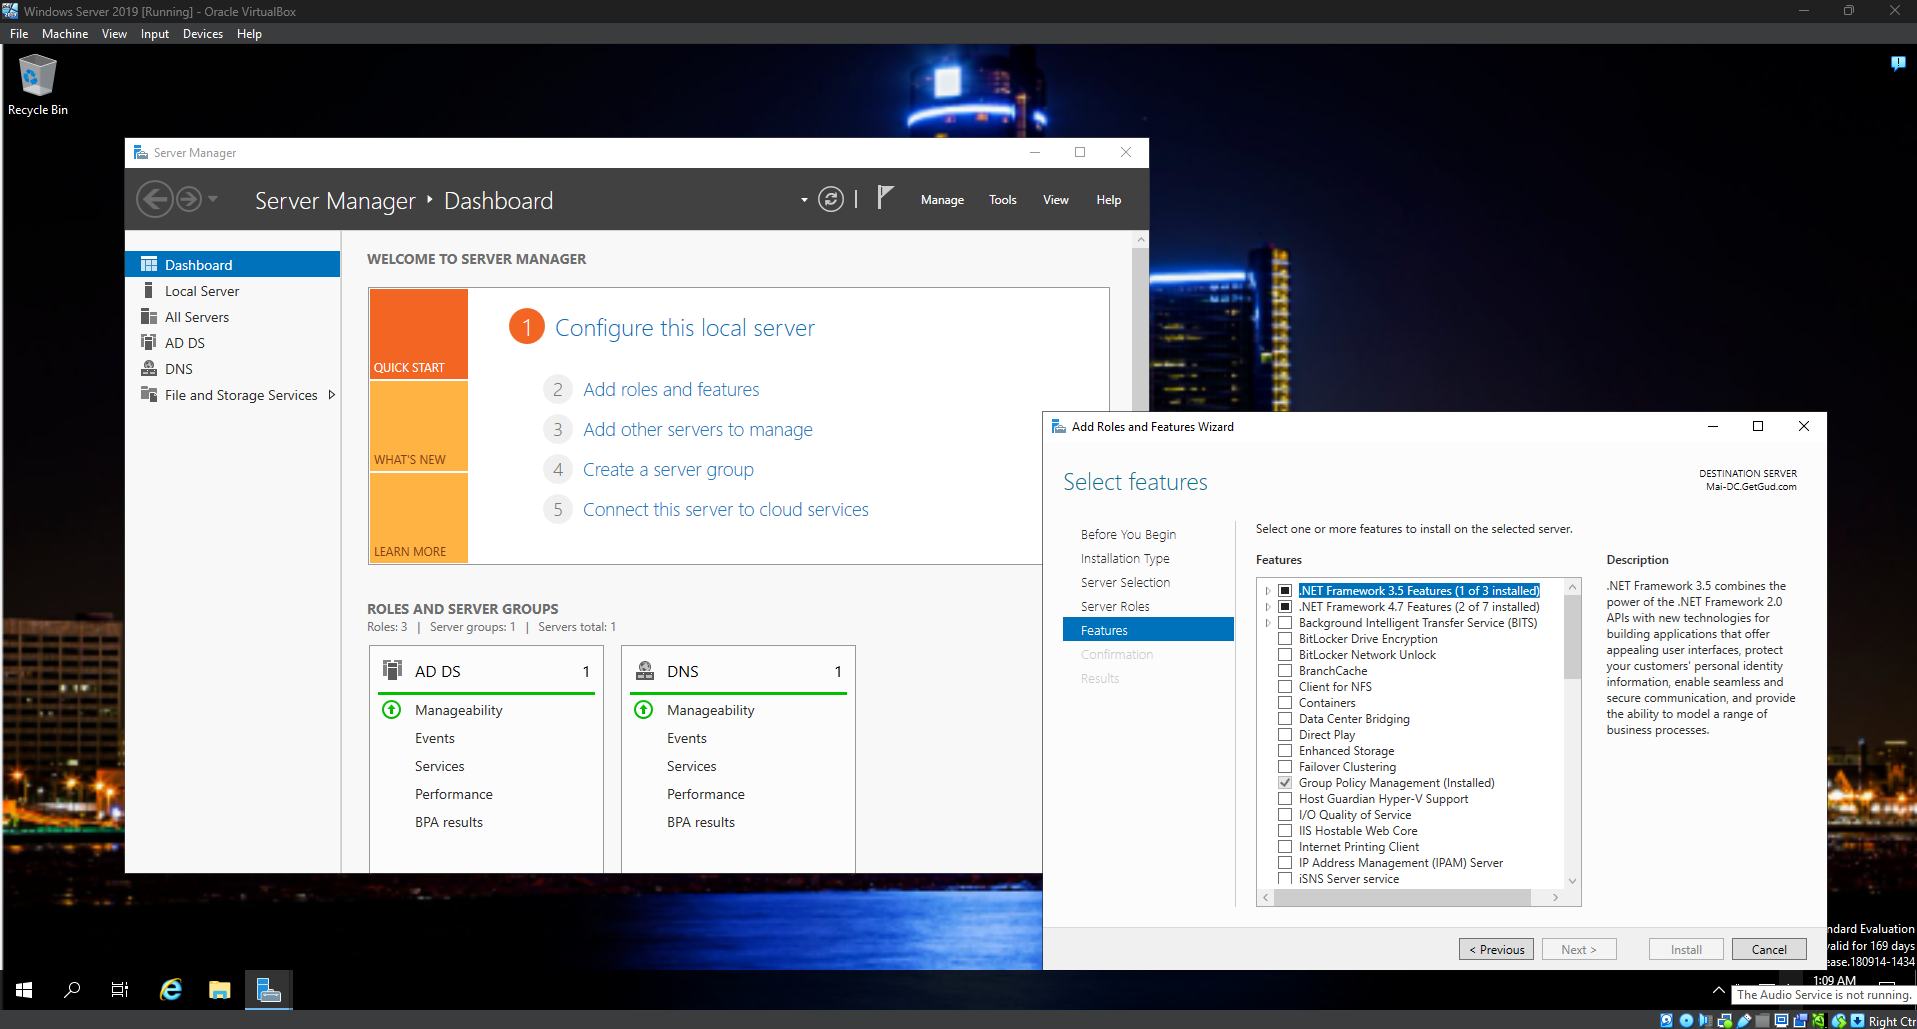 Windows Server 2019 [Running] - Oracle VirtualBox
File Machine View Input Devices Help
Recycle Bin
Server Manager
Server Manager ‣ Dashboard
Manage Tools View Help
Dashboard
Local Server
All Servers
AD DS
DNS
File and Storage Services
WELCOME TO SERVER MANAGER
QUICK START
WHAT'S NEW
LEARN MORE
1 Configure this local server
2 Add roles and features
3 Add other servers to manage
4 Create a server group
5 Connect this server to cloud services
ROLES AND SERVER GROUPS
Roles: 3 | Server groups: 1 | Servers total: 1
AD DS 1
Manageability
Events
Services
Performance
BPA results
DNS 1
Manageability
Events
Services
Performance
BPA results
Add Roles and Features Wizard
Select features
DESTINATION SERVER
Mai-DC.GetGud.com
Before You Begin
Installation Type
Server Selection
Server Roles
Features
Confirmation
Results
Select one or more features to install on the selected server.
Features
.NET Framework 3.5 Features (1 of 3 installed)
.NET Framework 4.7 Features (2 of 7 installed)
Background Intelligent Transfer Service (BITS)
BitLocker Drive Encryption
BitLocker Network Unlock
BranchCache
Client for NFS
Containers
Data Center Bridging
Direct Play
Enhanced Storage
Failover Clustering
Group Policy Management (Installed)
Host Guardian Hyper-V Support
I/O Quality of Service
IIS Hostable Web Core
Internet Printing Client
IP Address Management (IPAM) Server
iSNS Server service
Description
.NET Framework 3.5 combines the
power of the .NET Framework 2.0
APIs with new technologies for
building applications that offer
appealing user interfaces, protect
your customers' personal identity
information, enable seamless and
secure communication, and provide
the ability to model a range of
business processes.
< Previous Next > Install Cancel
ndard Evaluation
valid for 169 days
ease.180914-1434
1:09 AM
The Audio Service is not running.
Right Ctr